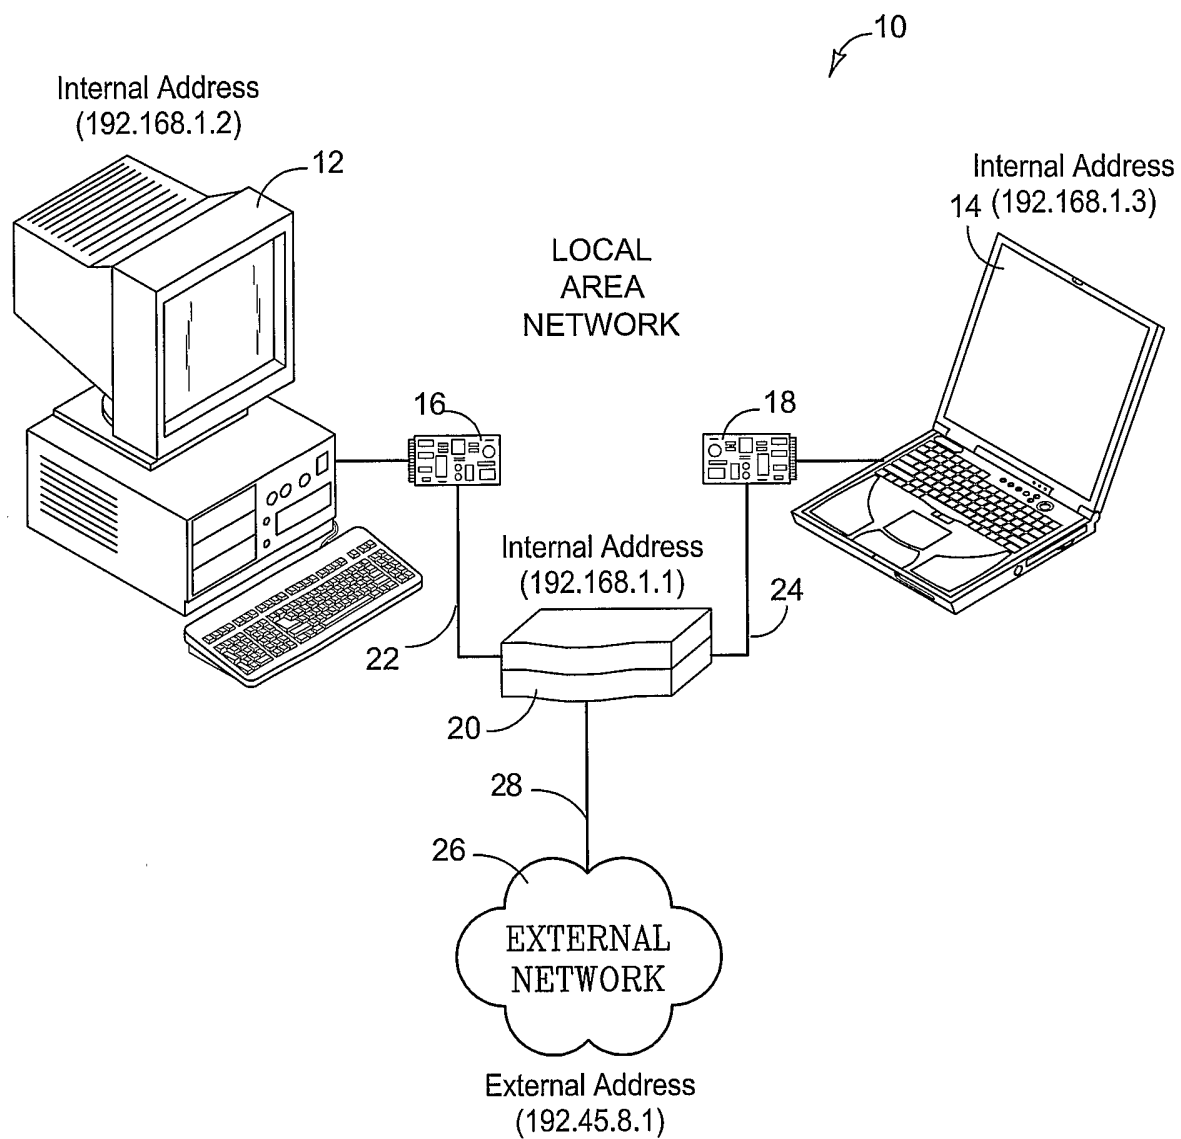 10
Internal Address
(192.168.1.2)
12
Internal Address
(192.168.1.3)
14
LOCAL
AREA
NETWORK
16
18
Internal Address
(192.168.1.1)
22
24
20
28
26
EXTERNAL
NETWORK
External Address
(192.45.8.1)